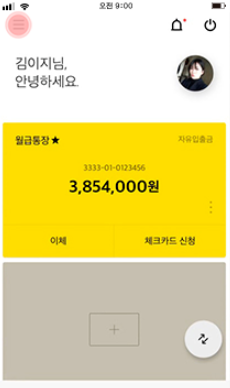 오전 9:00
김이지님,
안녕하세요.
월급통장★ 자유입출금
3333-01-0123456
3,854,000원
이체 체크카드 신청